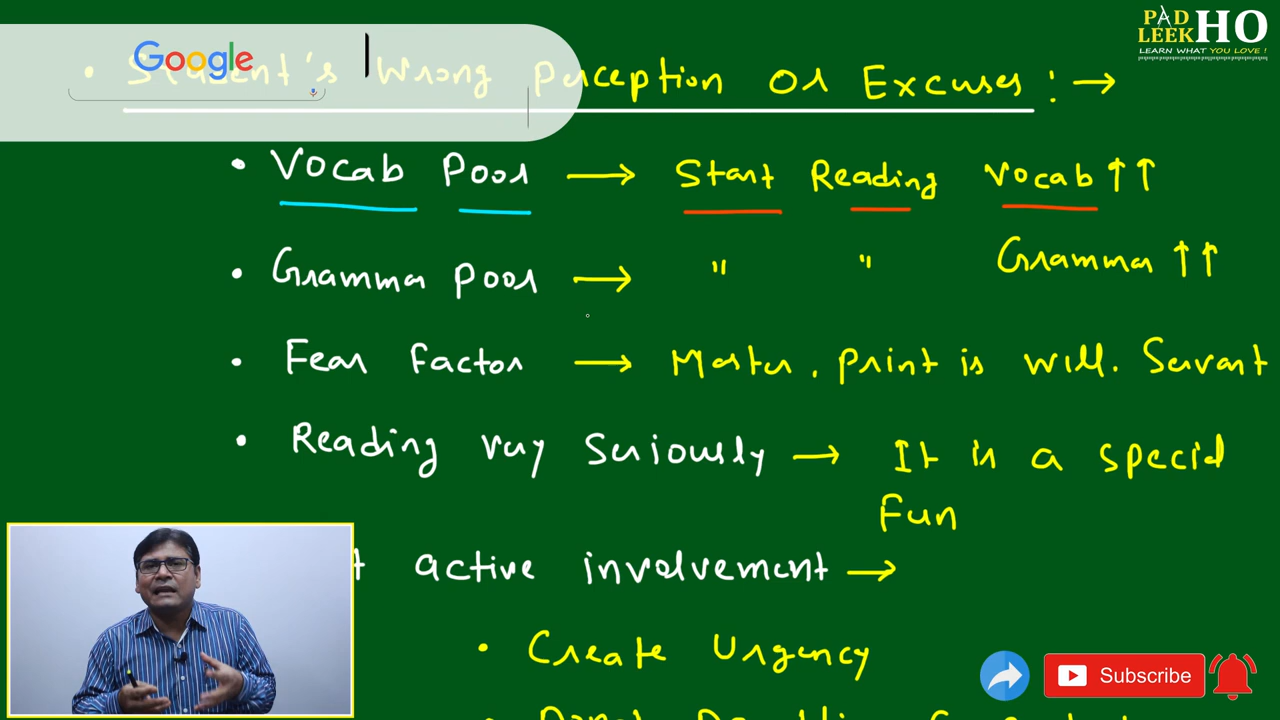 PAD LEEK HO
LEARN WHAT YOU LOVE!
Google
• Student's Wrong Perception Or Excuses : →
• Vocab Poor → Start Reading Vocab ↑↑
• Gramma Poor → " " Gramma ↑↑
• Fear Factor → Master . Print is will . Servant
• Reading very Seriously → It is a special
Fun
active involvement →
• Create Urgency
Subscribe